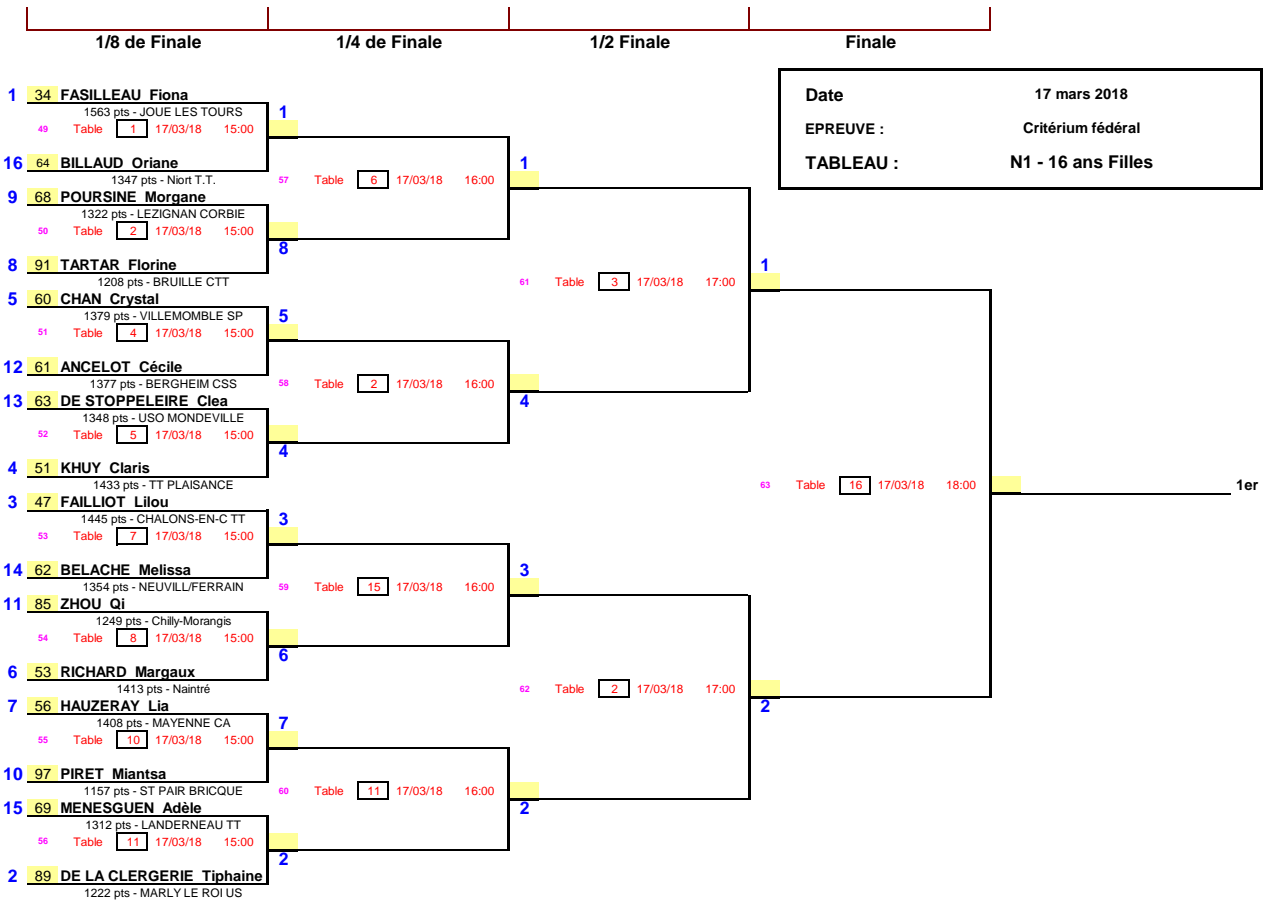 1/8 de Finale 1/4 de Finale 1/2 Finale Finale
Date 17 mars 2018
EPREUVE : Critérium fédéral
TABLEAU : N1 - 16 ans Filles
1 34 FASILLEAU Fiona
1563 pts - JOUE LES TOURS
49 Table 1 17/03/18 15:00
16 64 BILLAUD Oriane
1347 pts - Niort T.T.
9 68 POURSINE Morgane
1322 pts - LEZIGNAN CORBIE
50 Table 2 17/03/18 15:00
8 91 TARTAR Florine
1208 pts - BRUILLE CTT
5 60 CHAN Crystal
1379 pts - VILLEMOMBLE SP
51 Table 4 17/03/18 15:00
12 61 ANCELOT Cécile
1377 pts - BERGHEIM CSS
13 63 DE STOPPELEIRE Clea
1348 pts - USO MONDEVILLE
52 Table 5 17/03/18 15:00
4 51 KHUY Claris
1433 pts - TT PLAISANCE
3 47 FAILLIOT Lilou
1445 pts - CHALONS-EN-C TT
53 Table 7 17/03/18 15:00
14 62 BELACHE Melissa
1354 pts - NEUVILL/FERRAIN
11 85 ZHOU Qi
1249 pts - Chilly-Morangis
54 Table 8 17/03/18 15:00
6 53 RICHARD Margaux
1413 pts - Naintré
7 56 HAUZERAY Lia
1408 pts - MAYENNE CA
55 Table 10 17/03/18 15:00
10 97 PIRET Miantsa
1157 pts - ST PAIR BRICQUE
15 69 MENESGUEN Adèle
1312 pts - LANDERNEAU TT
56 Table 11 17/03/18 15:00
2 89 DE LA CLERGERIE Tiphaine
1222 pts - MARLY LE ROI US
1
57 Table 6 17/03/18 16:00
8
5
58 Table 2 17/03/18 16:00
4
3
59 Table 15 17/03/18 16:00
6
7
60 Table 11 17/03/18 16:00
2
1
61 Table 3 17/03/18 17:00
4
3
62 Table 2 17/03/18 17:00
2
1
63 Table 16 17/03/18 18:00
2
1er